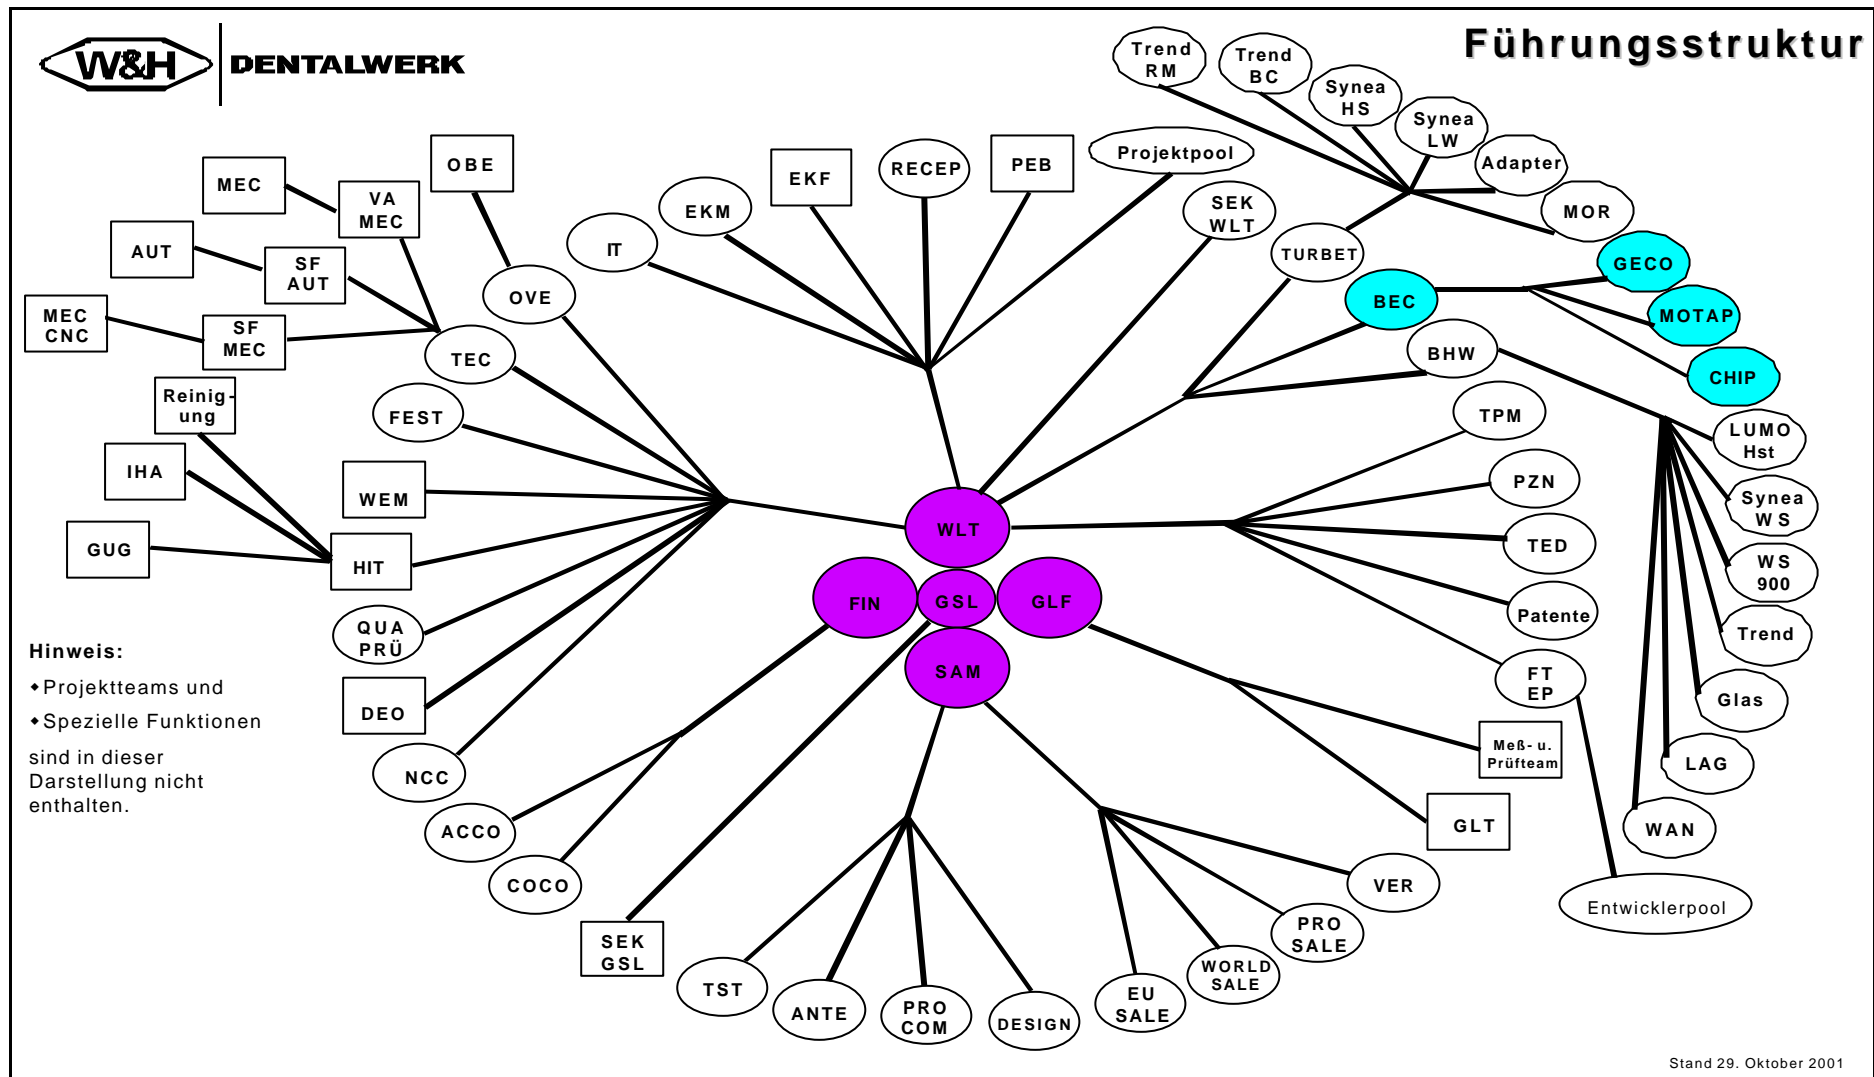 W&H
DENTALWERK
Führungsstruktur
Trend
RM
Trend
BC
Synea
HS
Synea
LW
Adapter
MOR
OBE
MEC
VA
MEC
AUT
SF
AUT
MEC
CNC
SF
MEC
OVE
TEC
IT
EKM
EKF
RECEP
PEB
Projektpool
SEK
WLT
TURBET
BEC
GECO
MOTAP
CHIP
BHW
Reinig-
ung
FEST
IHA
WEM
GUG
HIT
TPM
PZN
TED
Patente
FT
EP
LUMO
Hst
Synea
WS
WS
900
Trend
Glas
LAG
WAN
WLT
FIN
GSL
GLF
SAM
QUA
PRÜ
DEO
NCC
ACCO
COCO
SEK
GSL
TST
ANTE
PRO
COM
DESIGN
EU
SALE
WORLD
SALE
PRO
SALE
VER
GLT
Meß- u.
Prüfteam
Entwicklerpool
Hinweis:
◆Projektteams und
◆Spezielle Funktionen
sind in dieser
Darstellung nicht
enthalten.
Stand 29. Oktober 2001